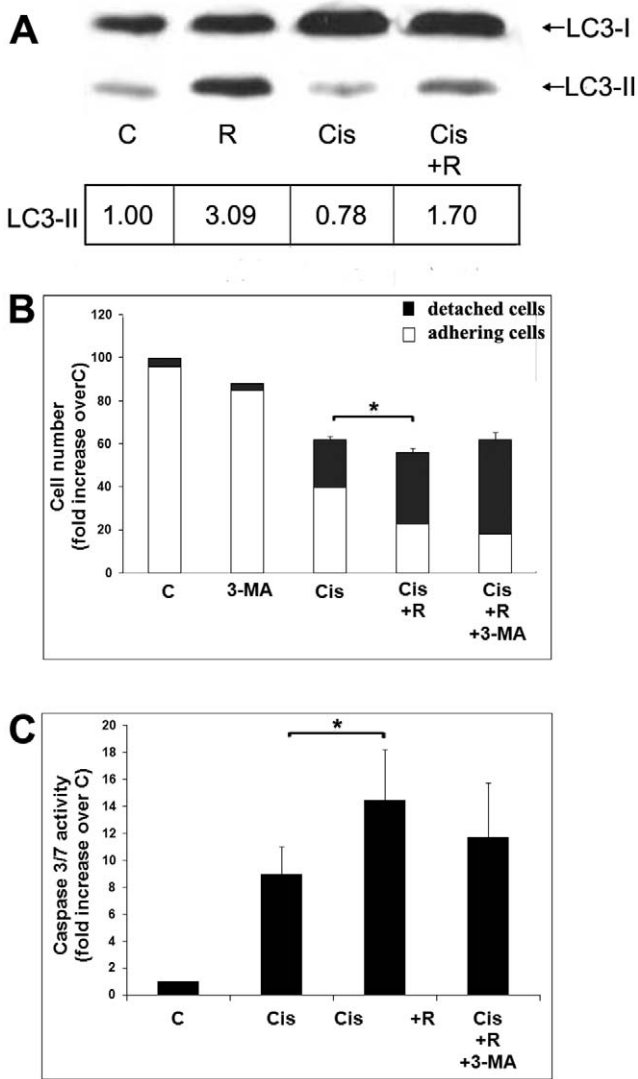 A
←LC3-I
←LC3-II
C R Cis Cis
+R
LC3-II 1.00 3.09 0.78 1.70
B
detached cells
adhering cells
Cell number
(fold increase overC)
120
100
80
60
40
20
0
*
C 3-MA Cis Cis Cis
+R +R
+3-MA
C
Caspase 3/7 activity
(fold increase over C)
20
18
16
14
12
10
8
6
4
2
0
*
C Cis Cis +R Cis
+R
+3-MA